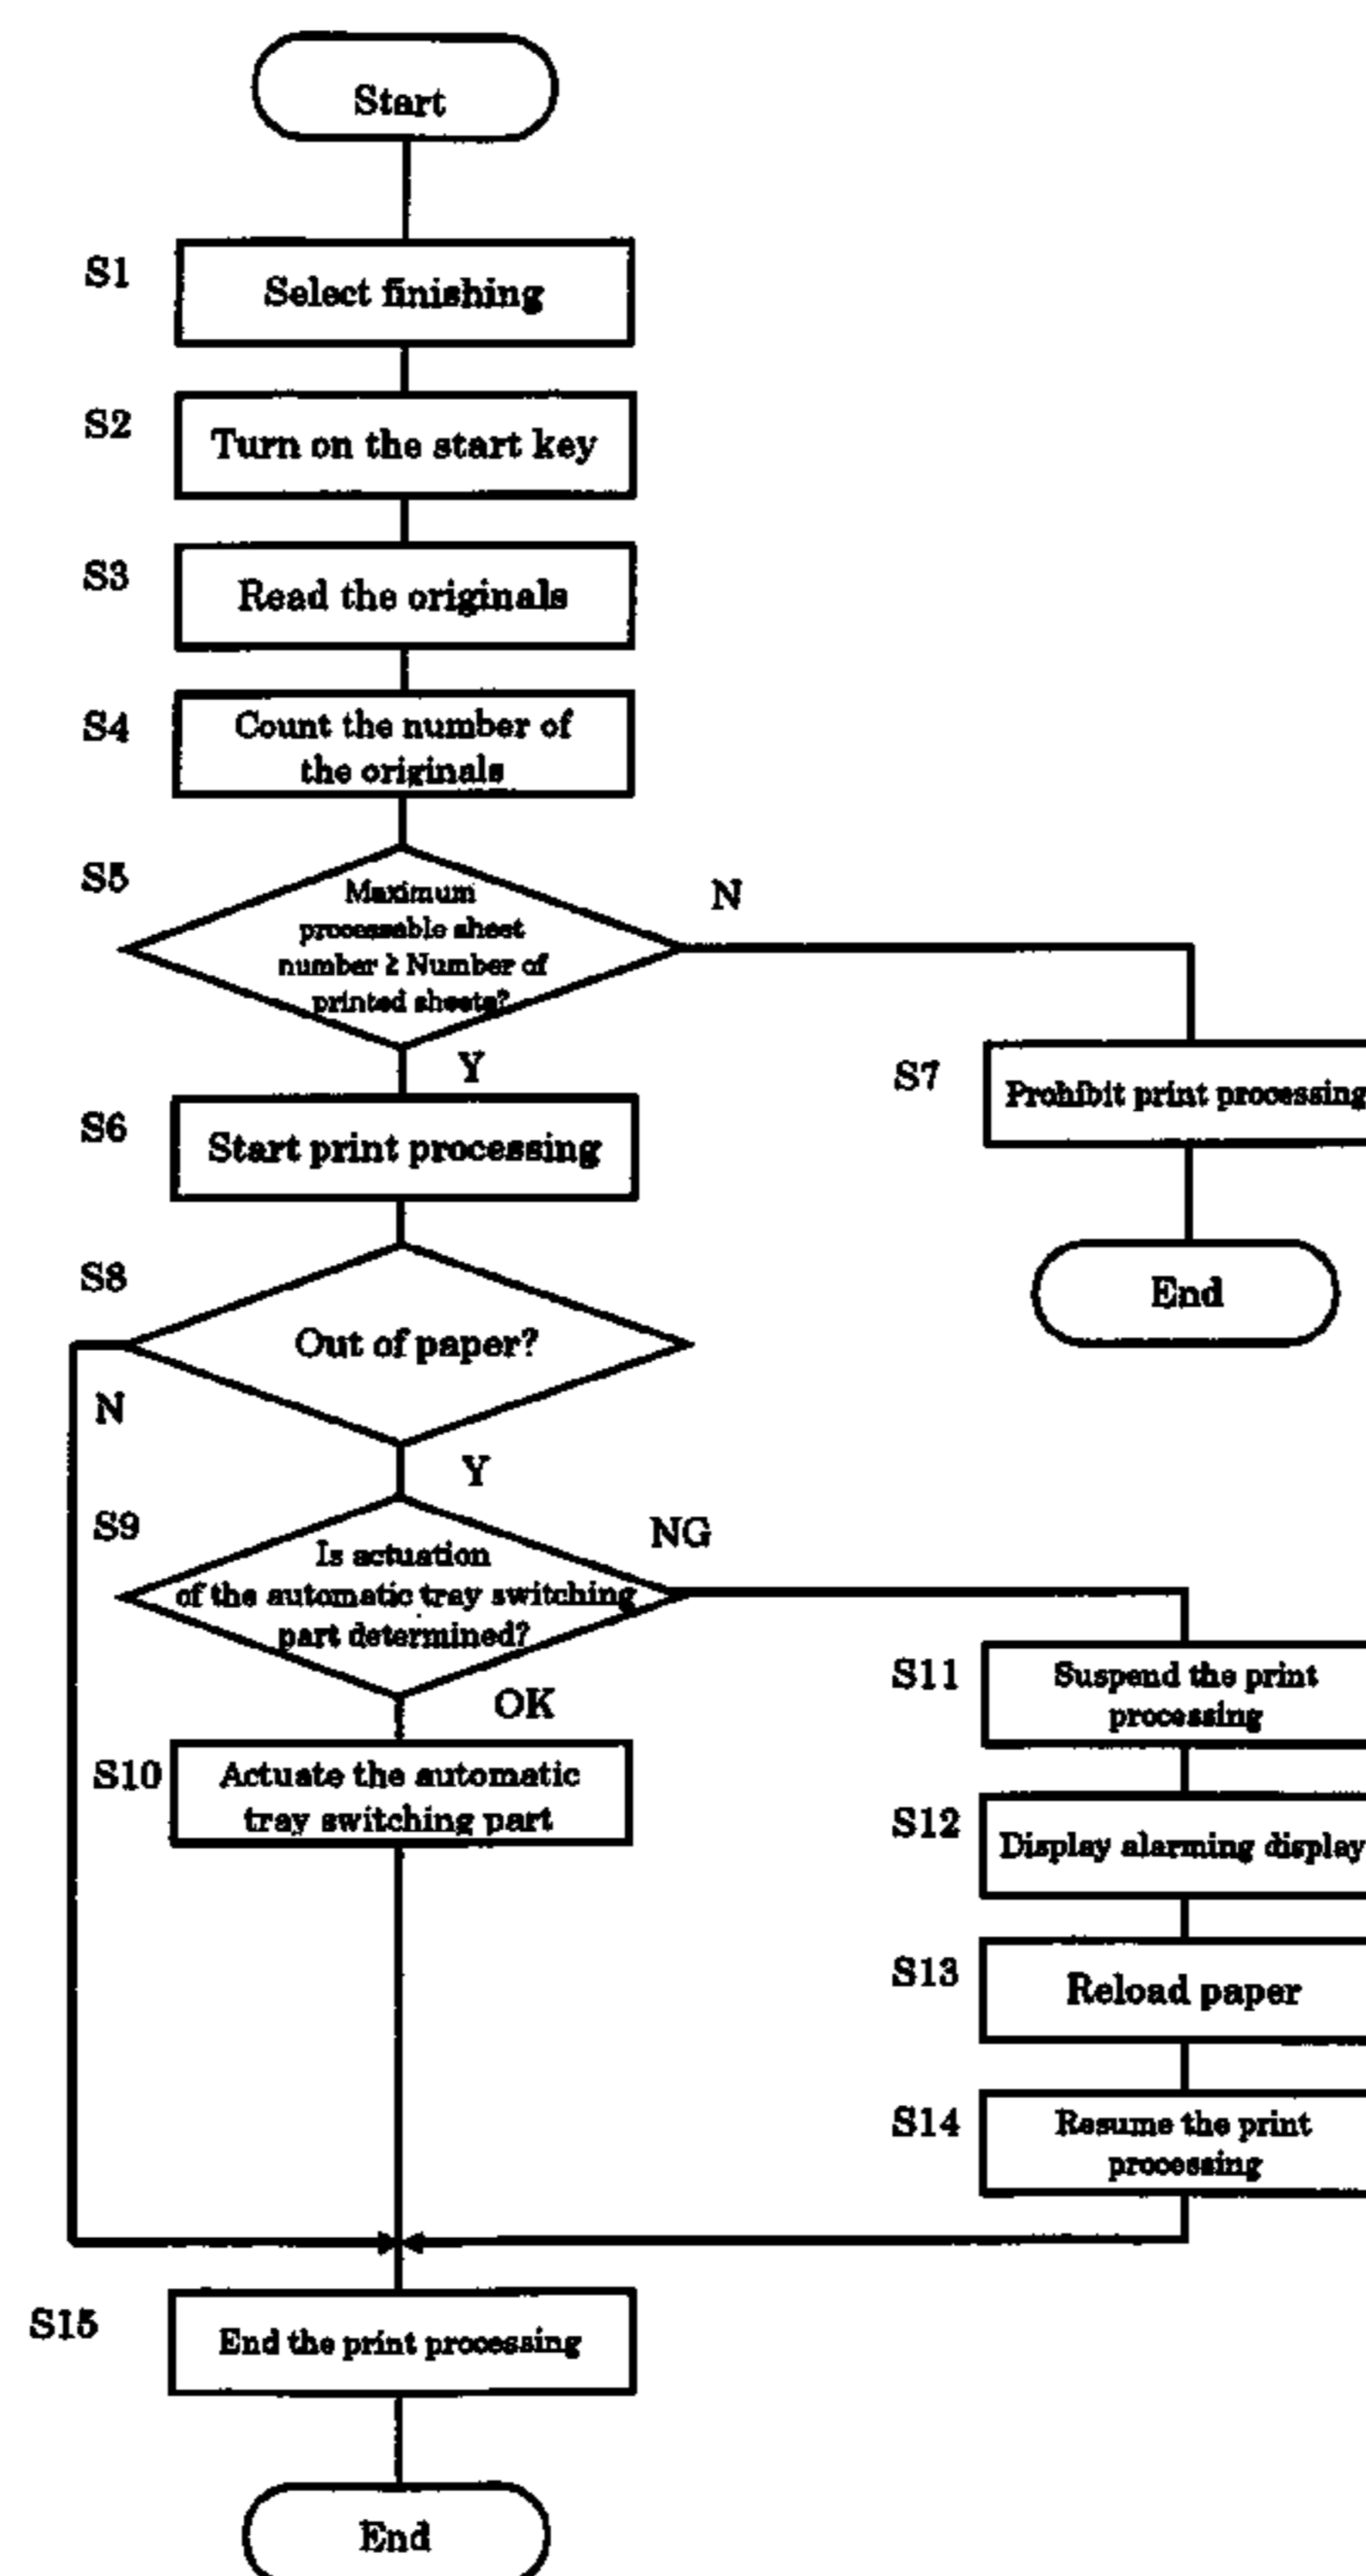 Start
S1
Select finishing
S2
Turn on the start key
S3
Read the originals
S4
Count the number of
the originals
S5
Maximum
processable sheet
number ≥ Number of
printed sheets?
N
Y
S7
Prohibit print processing
End
S6
Start print processing
S8
Out of paper?
N
Y
S9
Is actuation
of the automatic tray switching
part determined?
NG
OK
S10
Actuate the automatic
tray switching part
S11
Suspend the print
processing
S12
Display alarming display
S13
Reload paper
S14
Resume the print
processing
S15
End the print processing
End